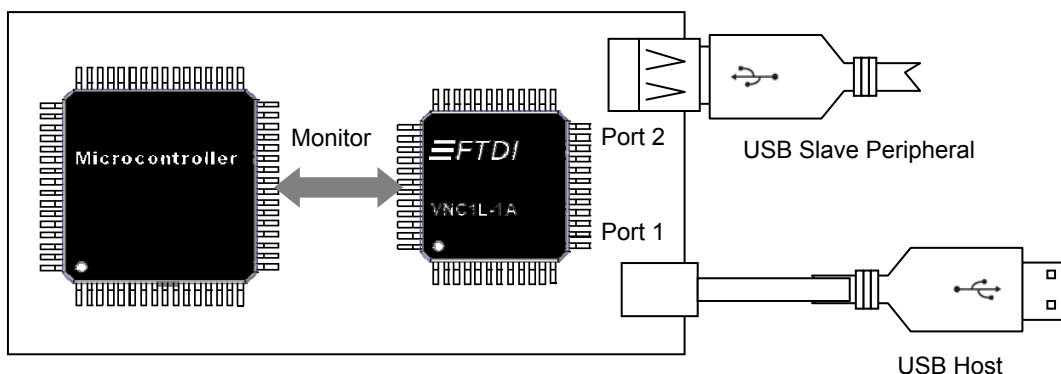 Microcontroller
Monitor
FTDI
VNC1L-1A
Port 2
Port 1
USB Slave Peripheral
USB Host